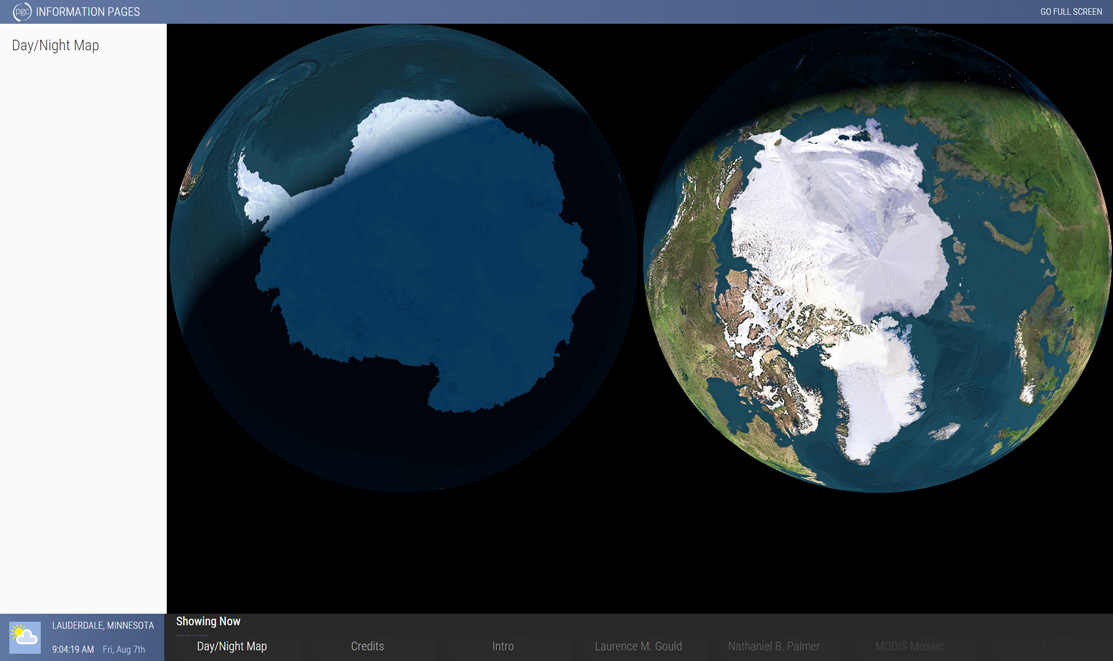 pgc INFORMATION PAGES
GO FULL SCREEN
Day/Night Map
LAUDERDALE, MINNESOTA
9:04:19 AM Fri, Aug 7th
Showing Now
Day/Night Map
Credits
Intro
Laurence M. Gould
Nathaniel B. Palmer
MODIS Mosaic